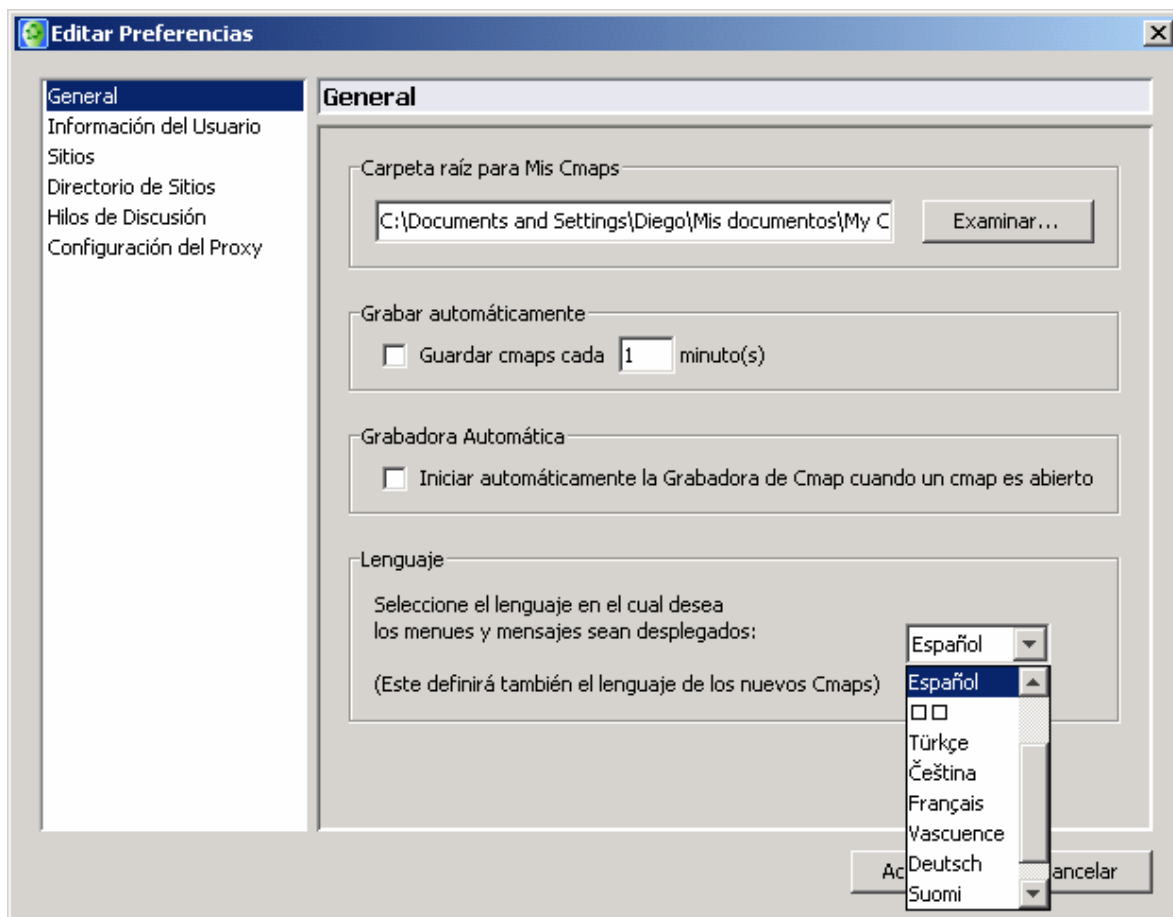 Editar Preferencias
General
Información del Usuario
Sitios
Directorio de Sitios
Hilos de Discusión
Configuración del Proxy
General
Carpeta raíz para Mis Cmaps
C:\Documents and Settings\Diego\Mis documentos\My C
Examinar...
Grabar automáticamente
Guardar cmaps cada 1 minuto(s)
Grabadora Automática
Iniciar automáticamente la Grabadora de Cmap cuando un cmap es abierto
Lenguaje
Seleccione el lenguaje en el cual desea
los menues y mensajes sean desplegados:
(Este definirá también el lenguaje de los nuevos Cmaps)
Español
Español
Türkçe
Čeština
Français
Vascuence
Deutsch
Suomi
Ac
ancelar